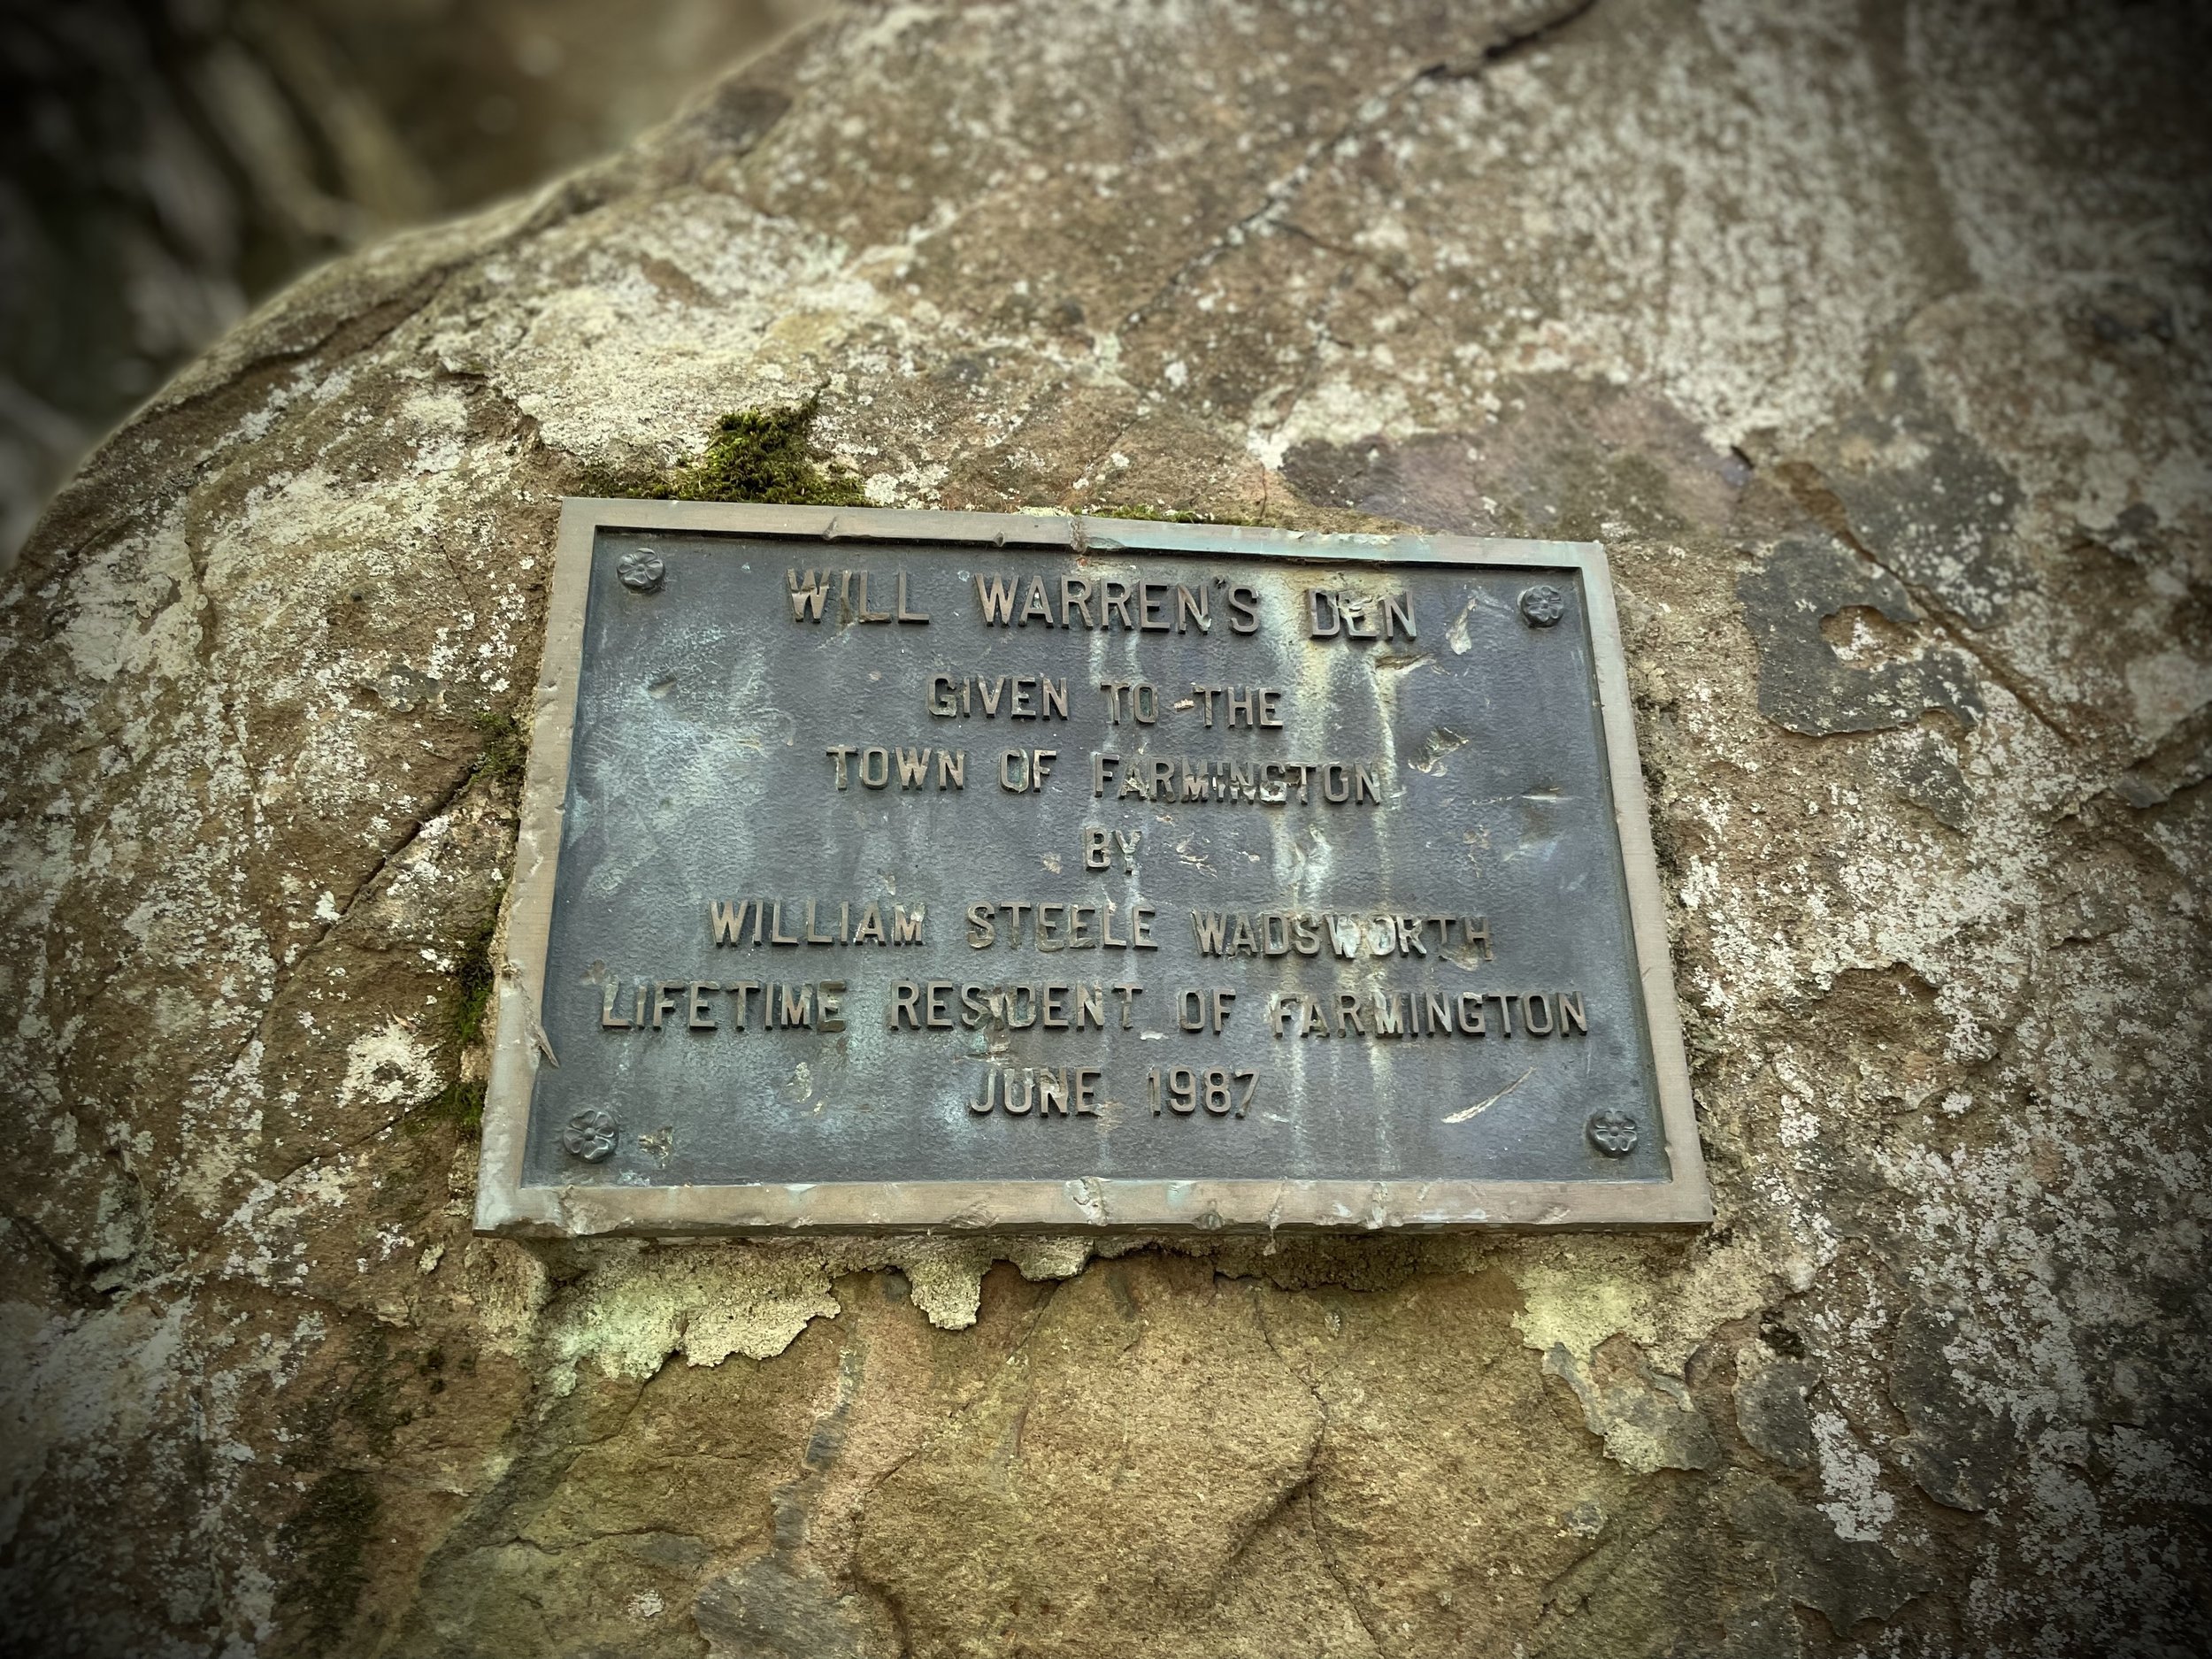 WILL WARREN'S DEN
GIVEN TO THE
TOWN OF FARMINGTON
BY
WILLIAM STEELE WADSWORTH
LIFETIME RESIDENT OF FARMINGTON
JUNE 1987